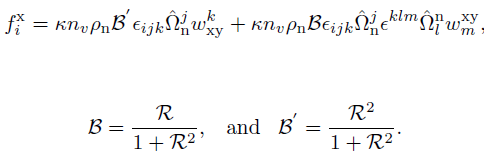 $f_i^{\mathrm{x}} = \kappa n_v \rho_{\mathrm{n}} \mathcal{B}^{'} \epsilon_{ijk} \hat{\Omega}_{\mathrm{n}}^{j} w_{\mathrm{xy}}^{k} + \kappa n_v \rho_{\mathrm{n}} \mathcal{B} \epsilon_{ijk} \hat{\Omega}_{\mathrm{n}}^{j} \epsilon^{klm} \hat{\Omega}_{l}^{\mathrm{n}} w_{m}^{\mathrm{xy}},$
$\mathcal{B} = \frac{\mathcal{R}}{1 + \mathcal{R}^2}, \quad \text{and} \quad \mathcal{B}^{'} = \frac{\mathcal{R}^2}{1 + \mathcal{R}^2}.$